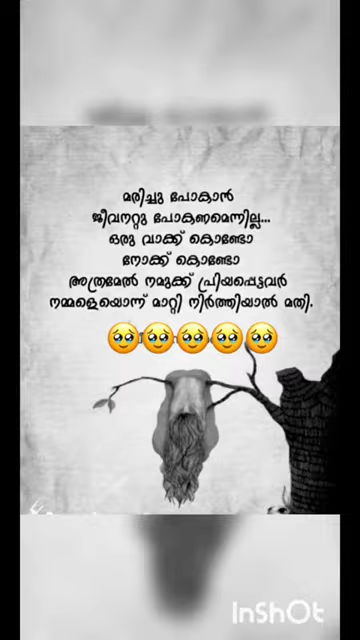 മരിച്ചു പോകാൻ
ജീവനറ്റു പോകണമെന്നില്ല...
ഒരു വാക്ക് കൊണ്ടോ
നോക്ക് കൊണ്ടോ
അത്രമേൽ നമുക്ക് പ്രിയപ്പെട്ടവർ
നമ്മളെയൊന്ന് മാറ്റി നിർത്തിയാൽ മതി.
🥹🥹🥹🥹🥹
InShOt